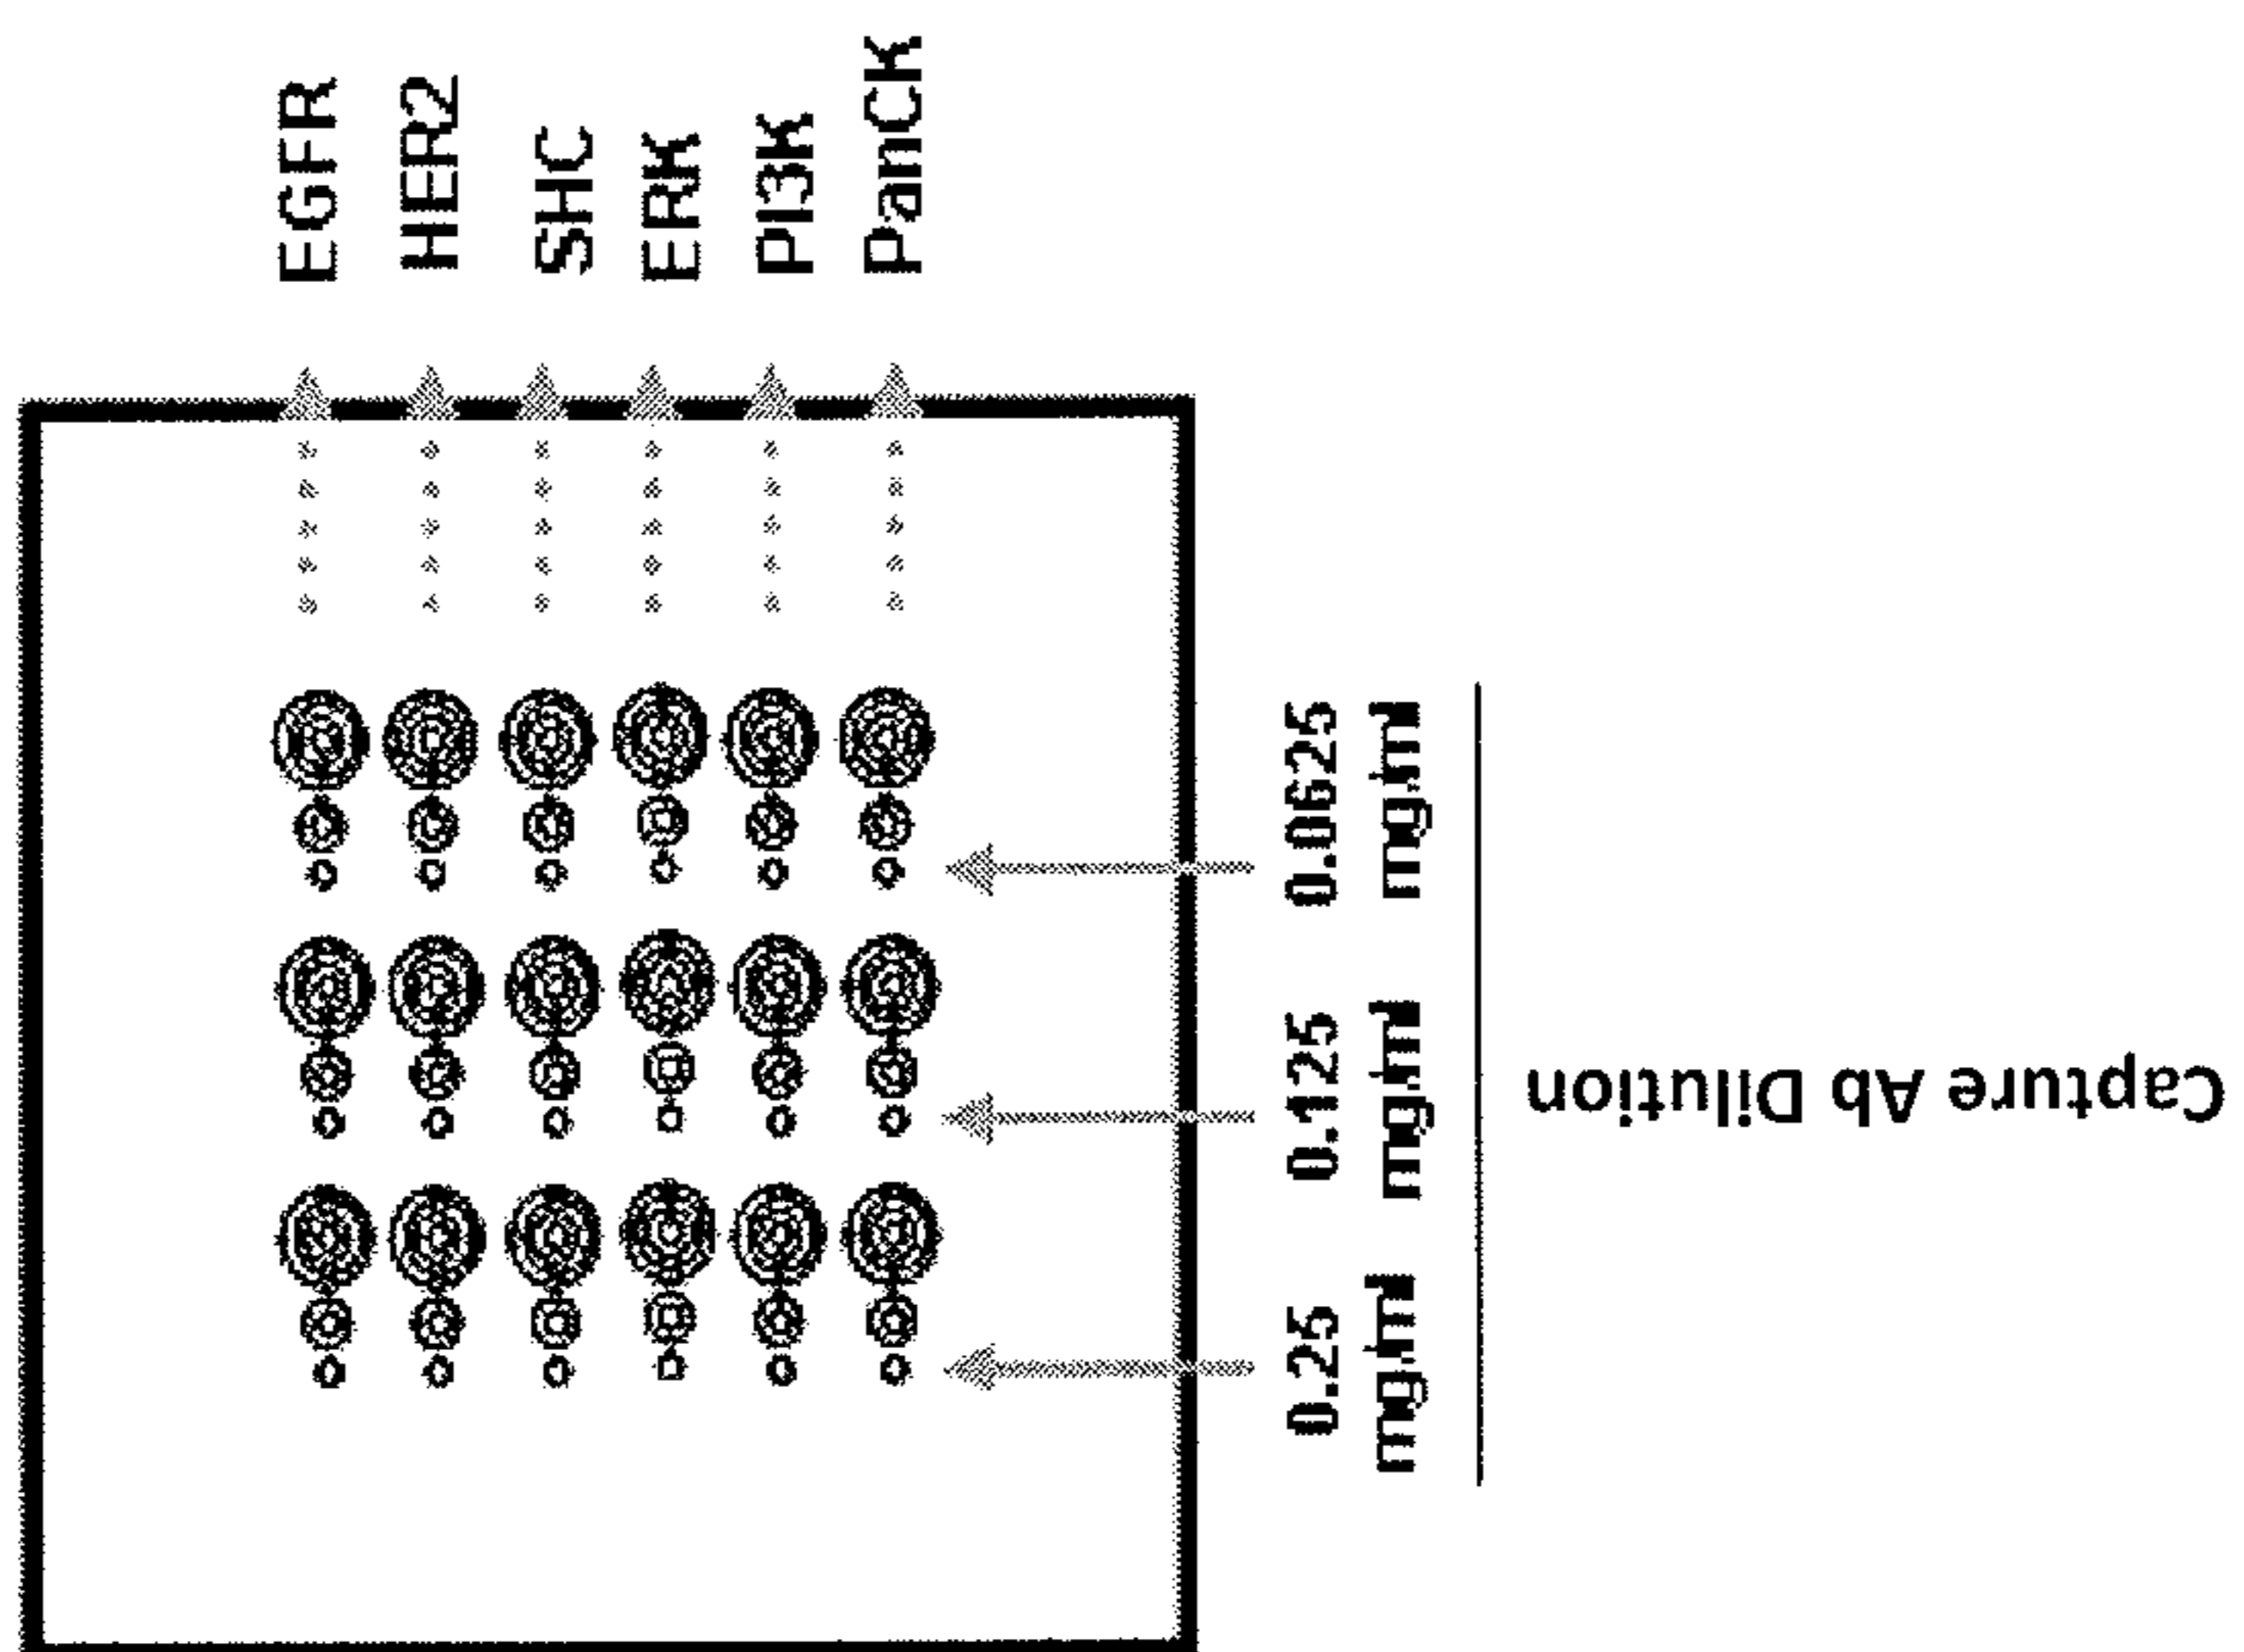 EGFR
HER2
SHC
ERK
PI3K
PanCK
0.0625
mg/ml
0.125
mg/ml
0.25
mg/ml
Capture Ab Dilution